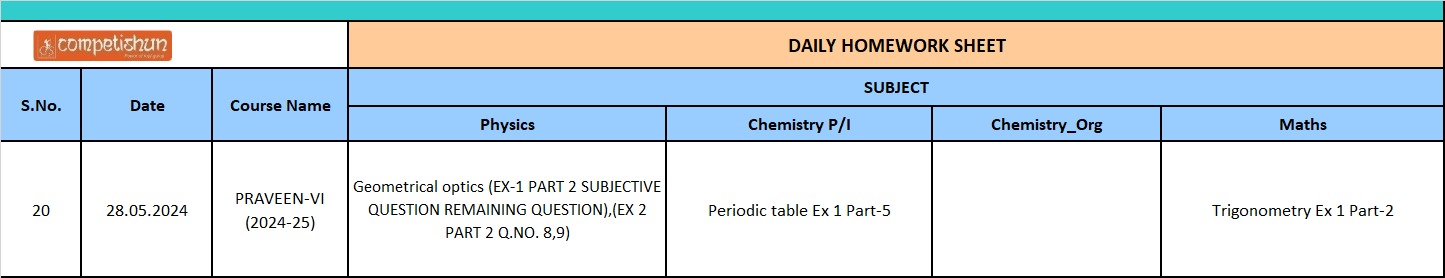 competishun
DAILY HOMEWORK SHEET
S.No.
Date
Course Name
SUBJECT
Physics
Chemistry P/I
Chemistry_Org
Maths
20
28.05.2024
PRAVEEN-VI
(2024-25)
Geometrical optics (EX-1 PART 2 SUBJECTIVE
QUESTION REMAINING QUESTION),(EX 2
PART 2 Q.NO. 8,9)
Periodic table Ex 1 Part-5
Trigonometry Ex 1 Part-2